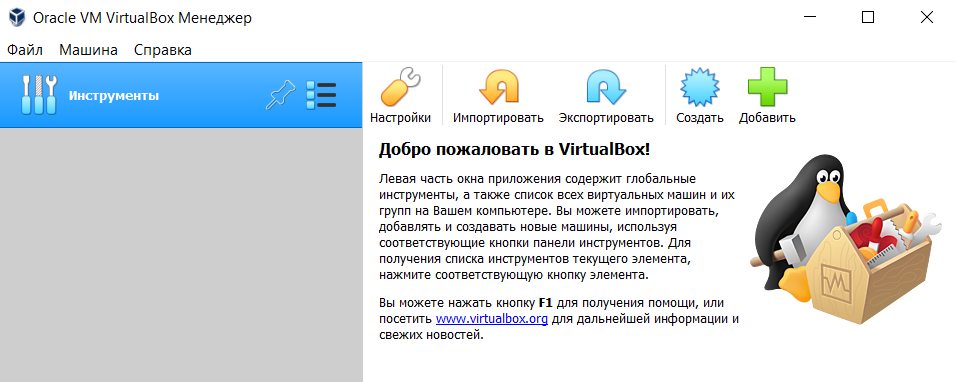 Oracle VM VirtualBox Менеджер
Файл Машина Справка
Инструменты
Настройки Импортировать Экспортировать Создать Добавить
Добро пожаловать в VirtualBox!
Левая часть окна приложения содержит глобальные
инструменты, а также список всех виртуальных машин и их
групп на Вашем компьютере. Вы можете импортировать,
добавлять и создавать новые машины, используя
соответствующие кнопки панели инструментов. Для
получения списка инструментов текущего элемента,
нажмите соответствующую кнопку элемента.
Вы можете нажать кнопку F1 для получения помощи, или
посетить www.virtualbox.org для дальнейшей информации и
свежих новостей.